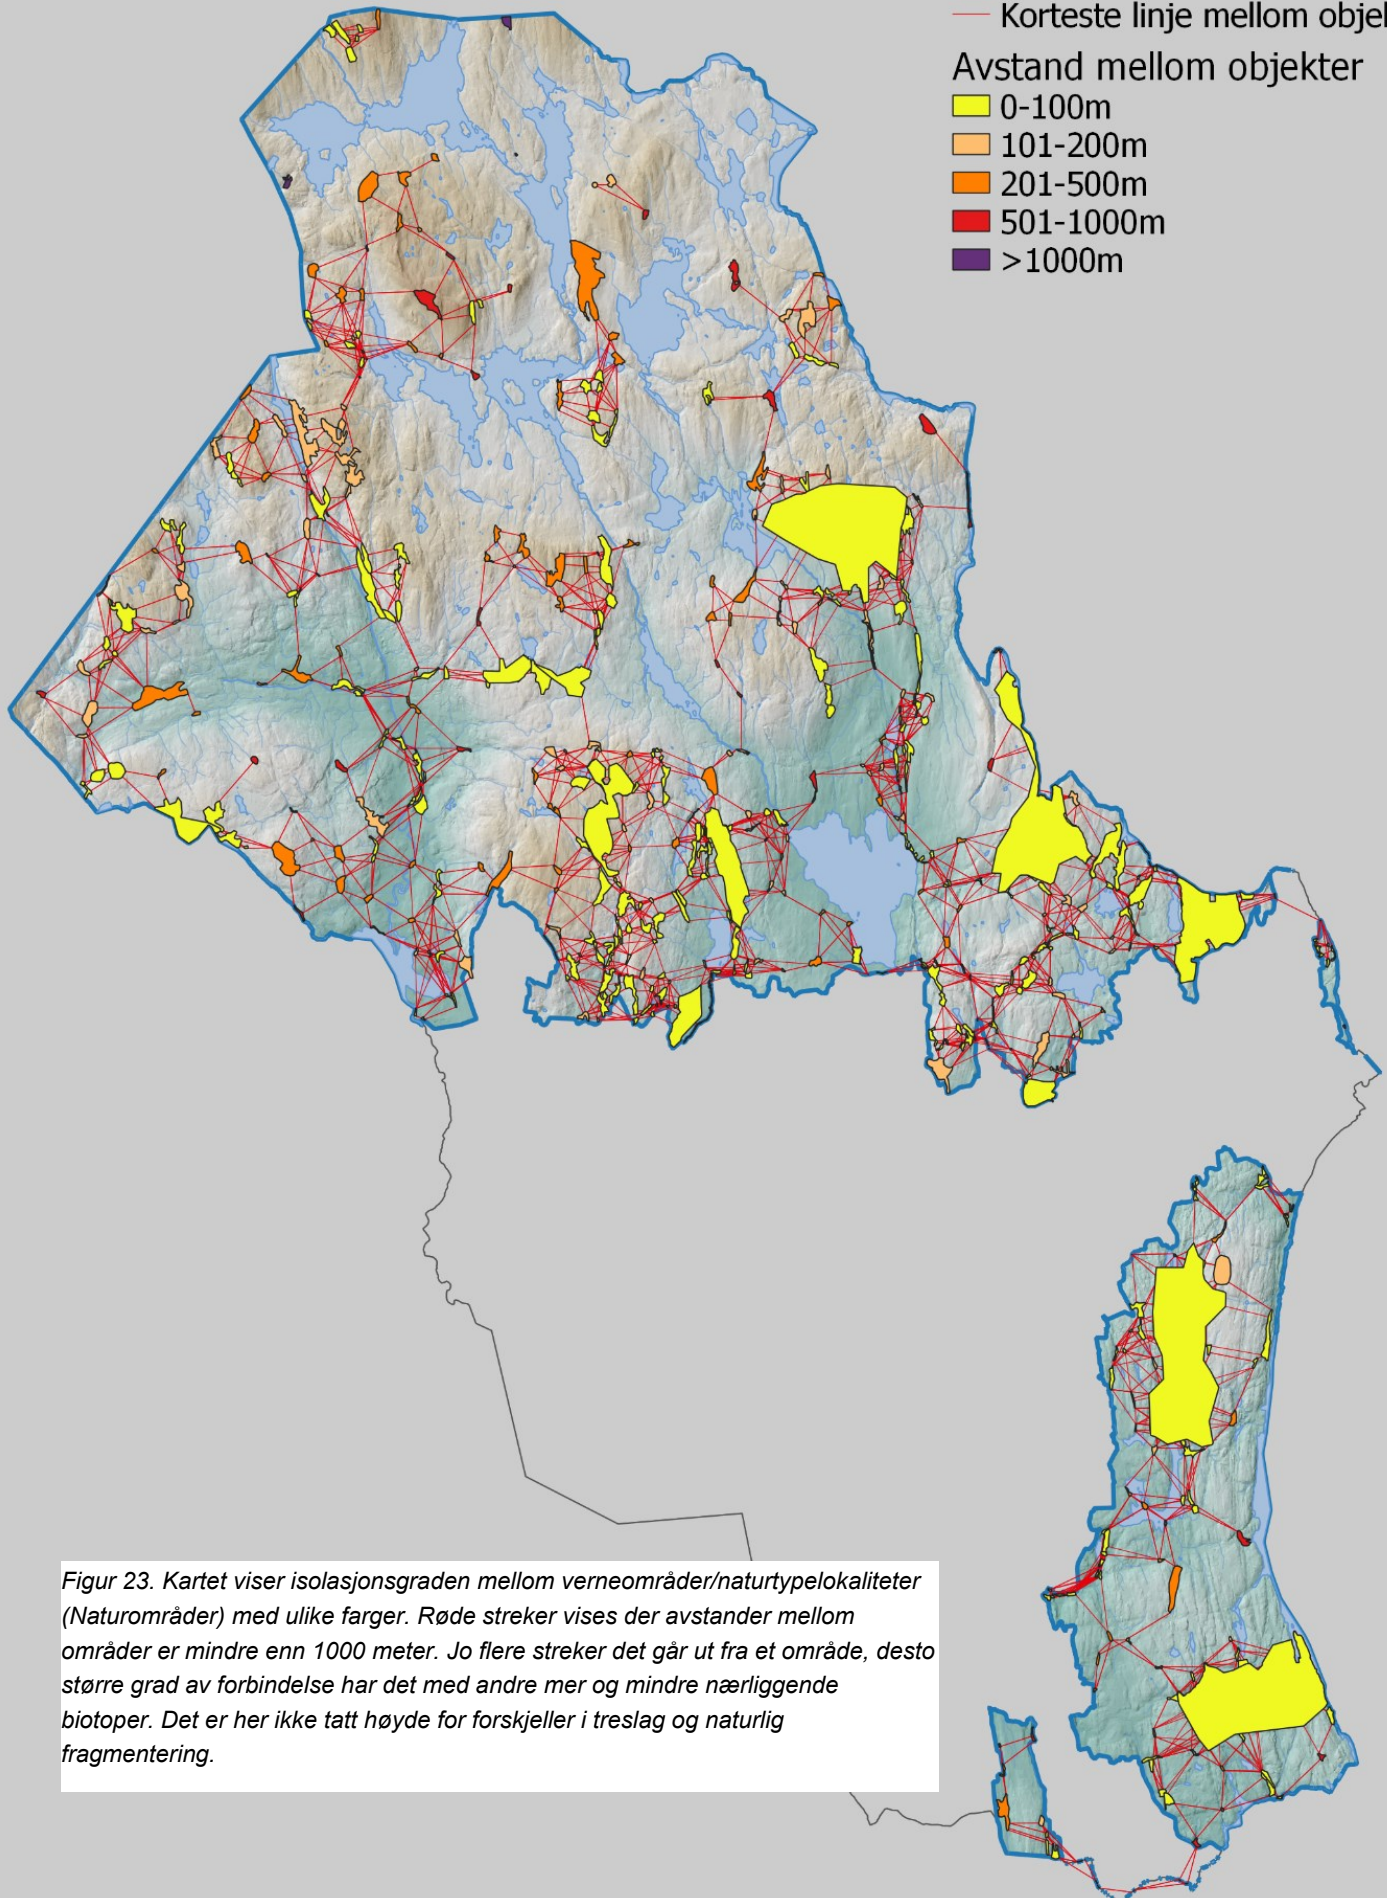 Korteste linje mellom objel
Avstand mellom objekter
0-100m
101-200m
201-500m
501-1000m
>1000m
Figur 23. Kartet viser isolasjonsgraden mellom verneområder/naturtypelokaliteter
(Naturområder) med ulike farger. Røde streker vises der avstander mellom
områder er mindre enn 1000 meter. Jo flere streker det går ut fra et område, desto
større grad av forbindelse har det med andre mer og mindre nærliggende
biotoper. Det er her ikke tatt høyde for forskjeller i treslag og naturlig
fragmentering.